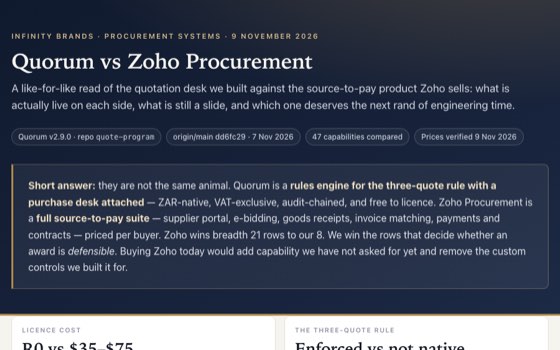 INFINITY BRANDS · PROCUREMENT SYSTEMS · 9 NOVEMBER 2026
Quorum vs Zoho Procurement
A like-for-like read of the quotation desk we built against the source-to-pay product Zoho sells: what is
actually live on each side, what is still a slide, and which one deserves the next rand of engineering time.
Quorum v2.9.0 · repo quote-program
origin/main dd6fc29 · 7 Nov 2026
47 capabilities compared
Prices verified 9 Nov 2026
Short answer: they are not the same animal. Quorum is a rules engine for the three-quote rule with a
purchase desk attached — ZAR-native, VAT-exclusive, audit-chained, and free to licence. Zoho Procurement is
a full source-to-pay suite — supplier portal, e-bidding, goods receipts, invoice matching, payments and
contracts — priced per buyer. Zoho wins breadth 21 rows to our 8. We win the rows that decide whether an
award is defensible. Buying Zoho today would add capability we have not asked for yet and remove the custom
controls we built it for.
LICENCE COST
R0 vs $35–$75
THE THREE-QUOTE RULE
Enforced vs not native